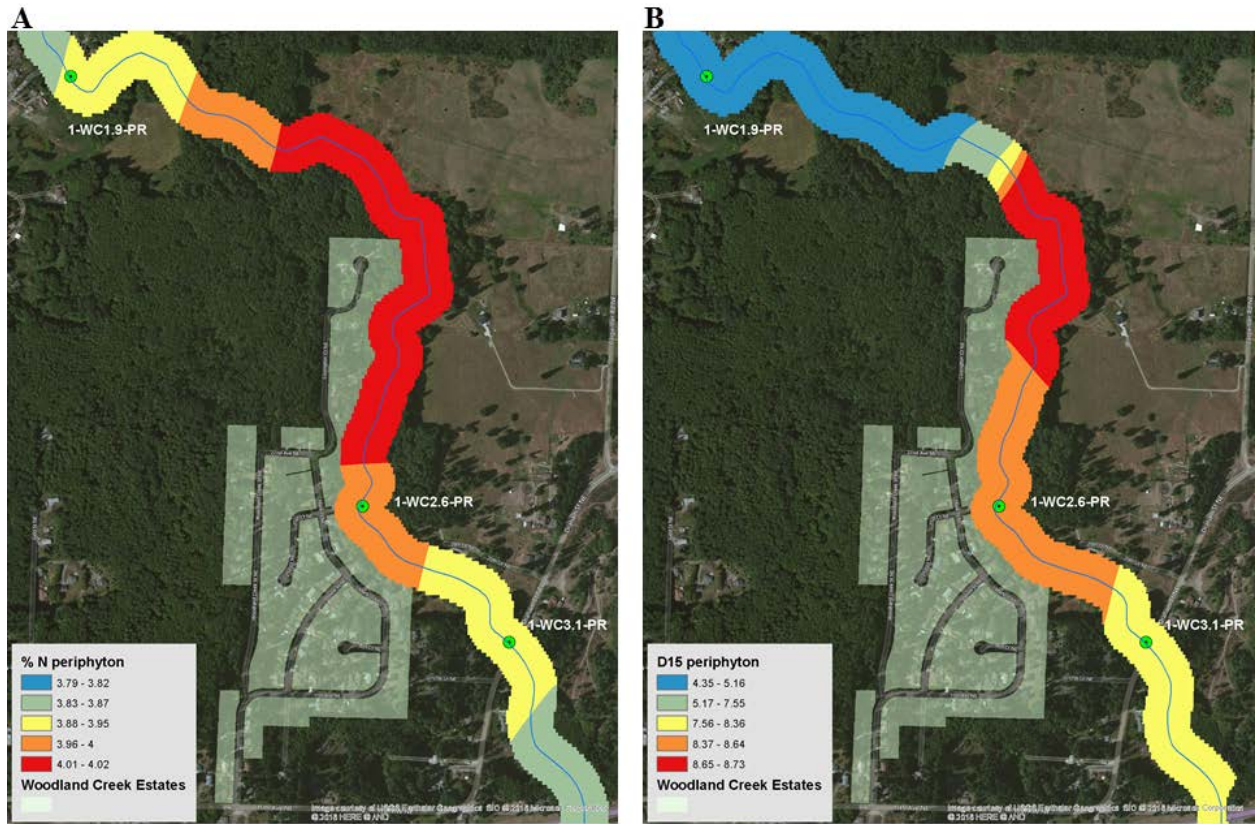 A
1-WC1.9-PR
1-WC2.6-PR
1-WC3.1-PR
% N periphyton
3.79 - 3.82
3.83 - 3.87
3.88 - 3.95
3.96 - 4
4.01 - 4.02
Woodland Creek Estates
B
1-WC1.9-PR
1-WC2.6-PR
1-WC3.1-PR
D15 periphyton
4.35 - 5.16
5.17 - 7.55
7.56 - 8.36
8.37 - 8.64
8.65 - 8.73
Woodland Creek Estates